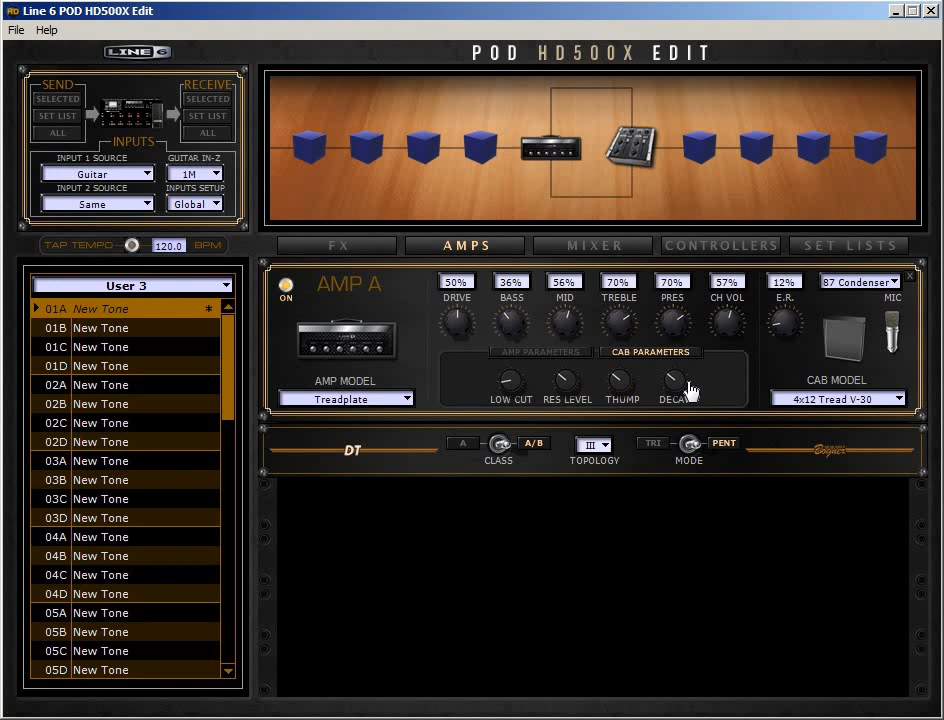 Line 6 POD HD500X Edit
File Help
LINE 6
POD HD500X EDIT
SEND RECEIVE
SELECTED SELECTED
SET LIST SET LIST
ALL ALL
INPUTS
INPUT 1 SOURCE GUITAR IN-Z
Guitar 1M
INPUT 2 SOURCE INPUTS SETUP
Same Global
TAP TEMPO 120.0 BPM
FX AMPS MIXER CONTROLLERS SET LISTS
User 3
01A New Tone *
01B New Tone
01C New Tone
01D New Tone
02A New Tone
02B New Tone
02C New Tone
02D New Tone
03A New Tone
03B New Tone
03C New Tone
03D New Tone
04A New Tone
04B New Tone
04C New Tone
04D New Tone
05A New Tone
05B New Tone
05C New Tone
05D New Tone
ON AMP A
50% 36% 56% 70% 70% 57% 12% 87 Condenser
DRIVE BASS MID TREBLE PRES CH VOL E.R. MIC
AMP PARAMETERS CAB PARAMETERS
AMP MODEL CAB MODEL
Treadplate LOW CUT RES LEVEL THUMP DECAY 4x12 Tread V-30
DT A A/B III TRI PENT Bogner
CLASS TOPOLOGY MODE